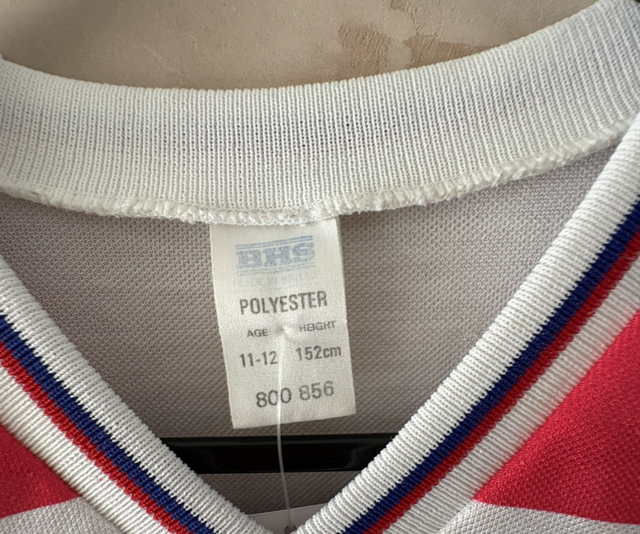 BHS
POLYESTER
AGE HEIGHT
11-12 152cm
800 856